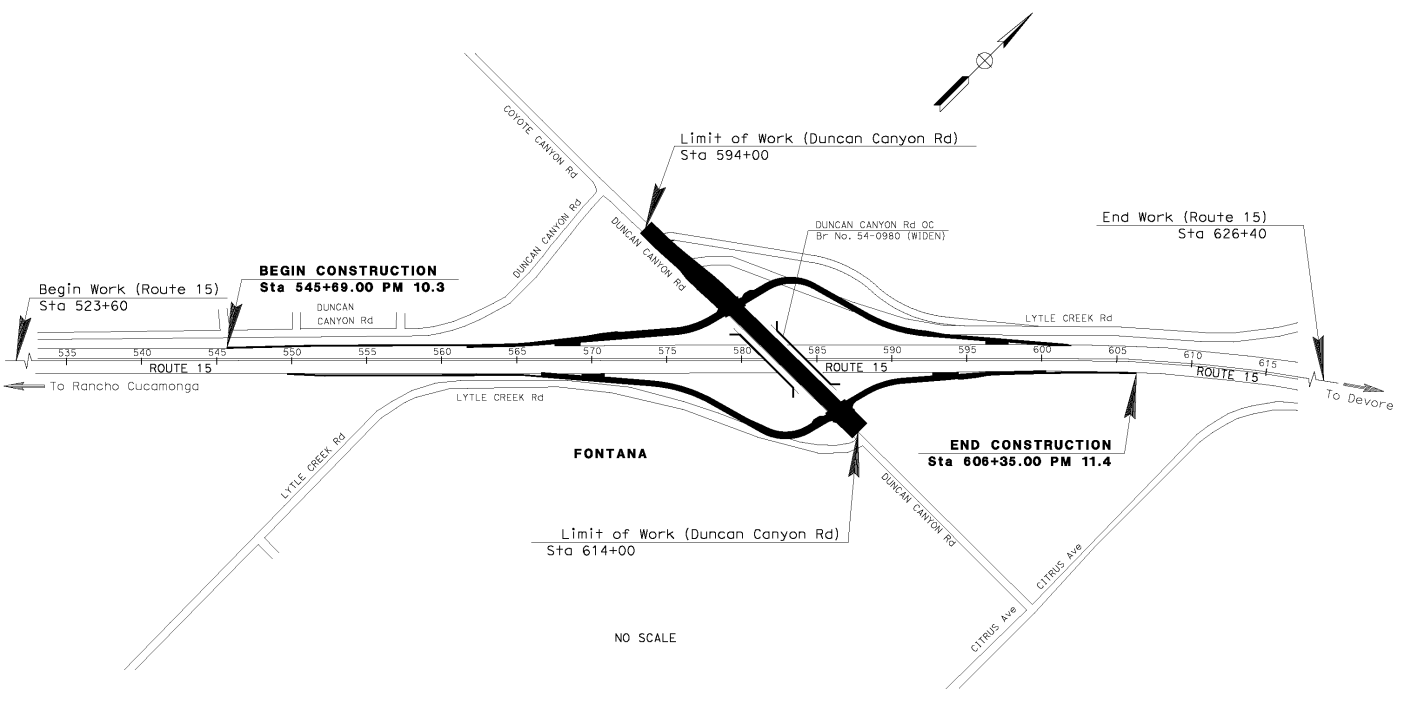 COYOTE CANYON Rd
Limit of Work (Duncan Canyon Rd)
Sta 594+00
DUNCAN CANYON Rd
DUNCAN CANYON Rd
DUNCAN CANYON Rd OC
Br No. 54-0980 (WIDEN)
End Work (Route 15)
Sta 626+40
BEGIN CONSTRUCTION
Sta 545+69.00 PM 10.3
Begin Work (Route 15)
Sta 523+60
DUNCAN
CANYON Rd
LYTLE CREEK Rd
535 540 545 550 555 560 565 570 575 580 585 590 595 600 605 610 615
ROUTE 15
ROUTE 15
ROUTE 15
To Rancho Cucamonga
To Devore
LYTLE CREEK Rd
LYTLE CREEK Rd
FONTANA
END CONSTRUCTION
Sta 606+35.00 PM 11.4
DUNCAN CANYON Rd
Limit of Work (Duncan Canyon Rd)
Sta 614+00
CITRUS Ave
CITRUS Ave
NO SCALE